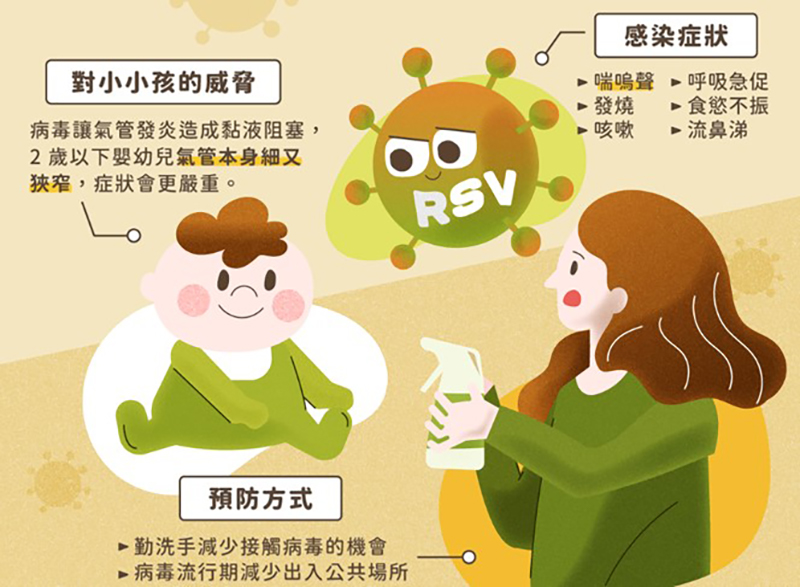 對小小孩的威脅
病毒讓氣管發炎造成黏液阻塞，
2 歲以下嬰幼兒氣管本身細又
狹窄，症狀會更嚴重。
RSV
感染症狀
► 喘嗚聲 ► 呼吸急促
► 發燒 ► 食慾不振
► 咳嗽 ► 流鼻涕
預防方式
► 勤洗手減少接觸病毒的機會
► 病毒流行期減少出入公共場所